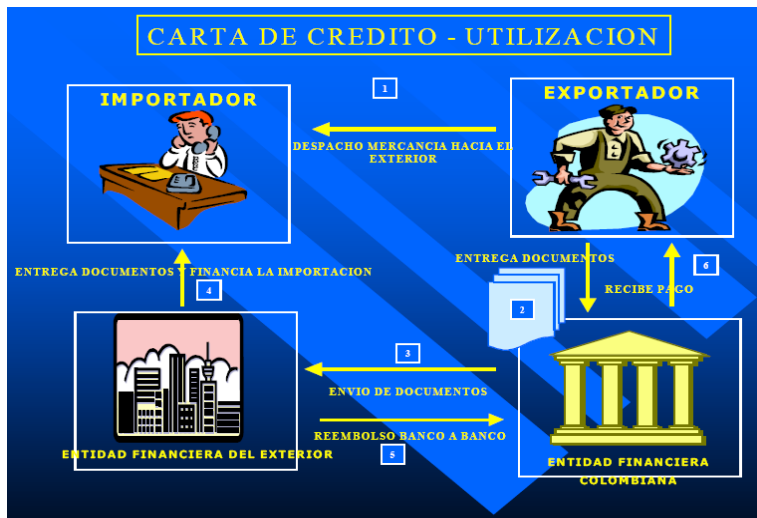 CARTA DE CREDITO - UTILIZACION
IMPORTADOR
1
EXPORTADOR
DESPACHO MERCANCIA HACIA EL
EXTERIOR
ENTREGA DOCUMENTOS Y FINANCIA LA IMPORTACION
4
ENTREGA DOCUMENTOS
6
RECIBE PAGO
2
3
ENVIO DE DOCUMENTOS
REEMBOLSO BANCO A BANCO
5
ENTIDAD FINANCIERA DEL EXTERIOR
ENTIDAD FINANCIERA
COLOMBIANA